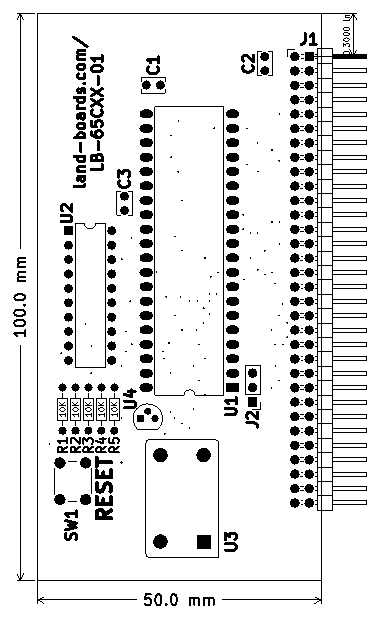 J1
0.3000 in
land-boards.com/
LB-65CXX-01
C1
C2
C3
U2
100.0 mm
10K
10K
10K
10K
10K
U4
U1
J2
R1
R2
R3
R4
R5
RESET
SW1
U3
50.0 mm